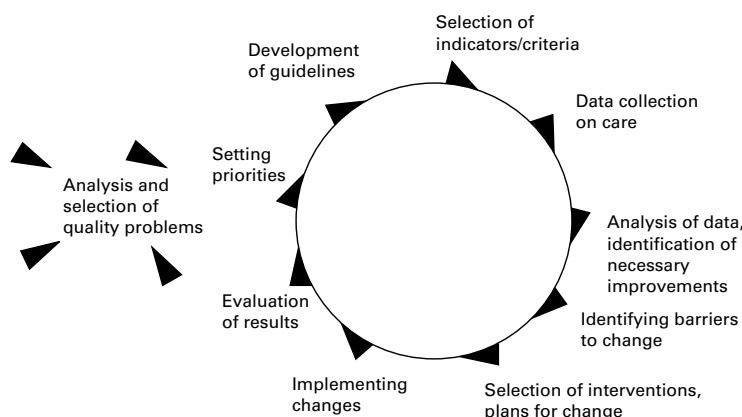 Selection of
indicators/criteria
Development
of guidelines
Data collection
on care
Setting
priorities
Analysis and
selection of
quality problems
Analysis of data,
identification of
necessary
improvements
Evaluation
of results
Identifying barriers
to change
Implementing
changes
Selection of interventions,
plans for change